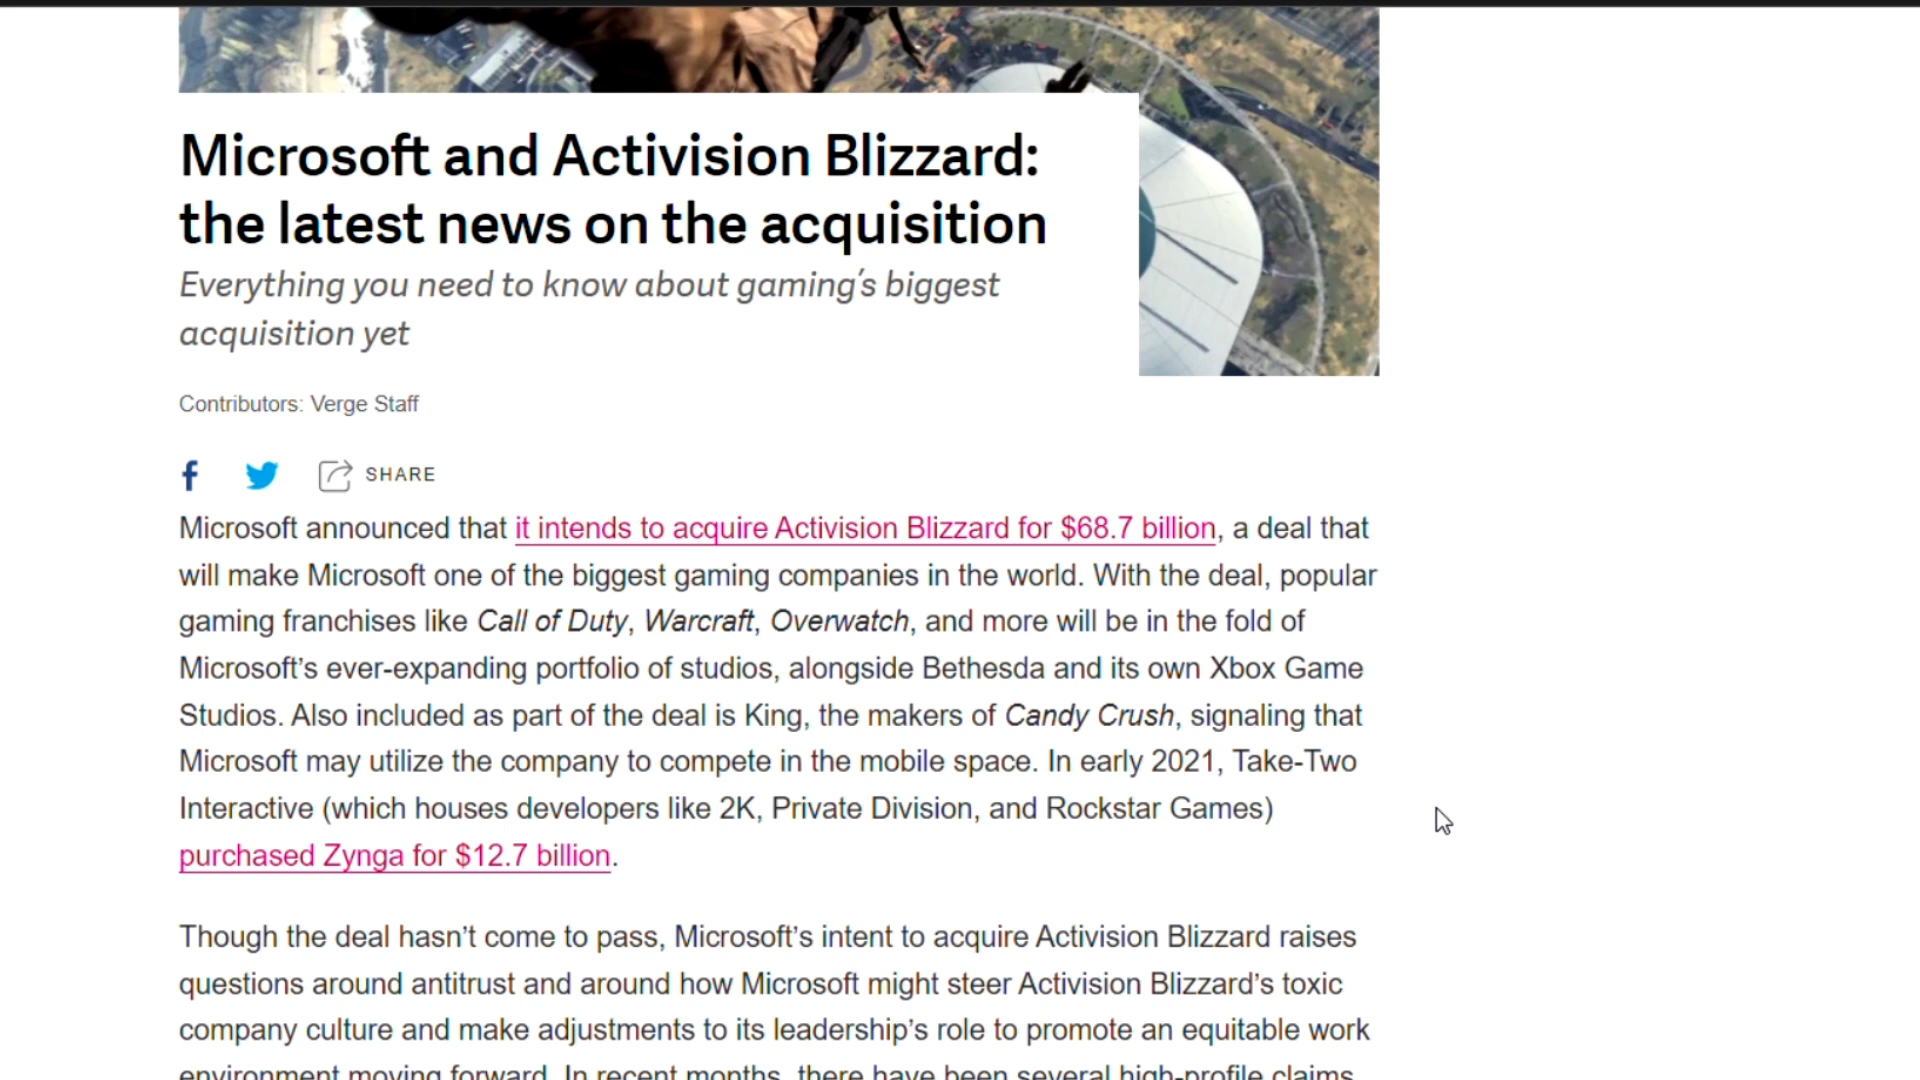 Microsoft and Activision Blizzard:
the latest news on the acquisition
Everything you need to know about gaming's biggest
acquisition yet
Contributors: Verge Staff
SHARE
Microsoft announced that it intends to acquire Activision Blizzard for $68.7 billion, a deal that
will make Microsoft one of the biggest gaming companies in the world. With the deal, popular
gaming franchises like Call of Duty, Warcraft, Overwatch, and more will be in the fold of
Microsoft’s ever-expanding portfolio of studios, alongside Bethesda and its own Xbox Game
Studios. Also included as part of the deal is King, the makers of Candy Crush, signaling that
Microsoft may utilize the company to compete in the mobile space. In early 2021, Take-Two
Interactive (which houses developers like 2K, Private Division, and Rockstar Games)
purchased Zynga for $12.7 billion.
Though the deal hasn’t come to pass, Microsoft’s intent to acquire Activision Blizzard raises
questions around antitrust and around how Microsoft might steer Activision Blizzard’s toxic
company culture and make adjustments to its leadership’s role to promote an equitable work
environment moving forward. In recent months, there have been several high-profile claims